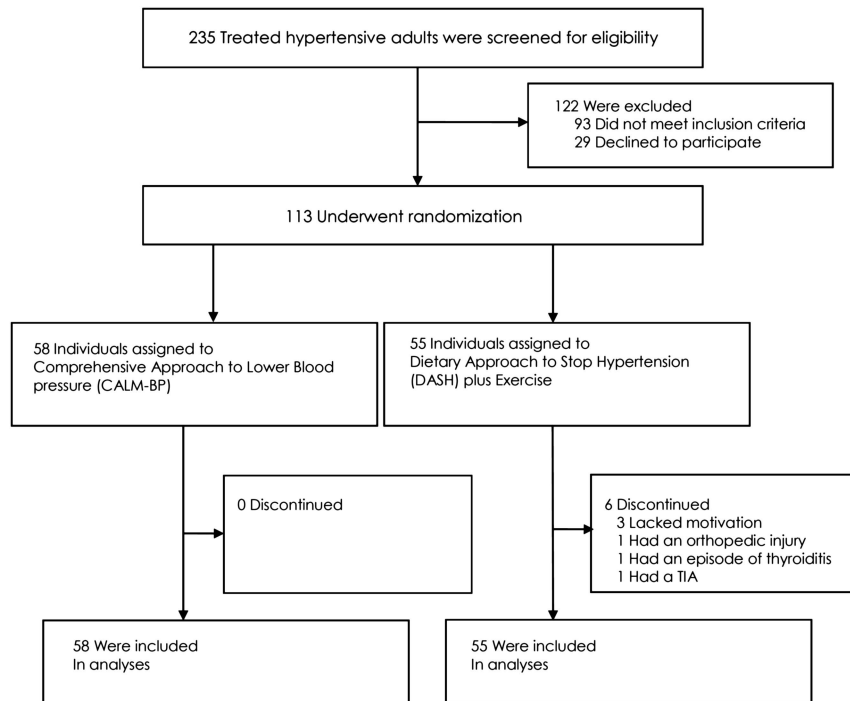 235 Treated hypertensive adults were screened for eligibility
122 Were excluded
93 Did not meet inclusion criteria
29 Declined to participate
113 Underwent randomization
58 Individuals assigned to
Comprehensive Approach to Lower Blood
pressure (CALM-BP)
55 Individuals assigned to
Dietary Approach to Stop Hypertension
(DASH) plus Exercise
0 Discontinued
6 Discontinued
3 Lacked motivation
1 Had an orthopedic injury
1 Had an episode of thyroiditis
1 Had a TIA
58 Were included
In analyses
55 Were included
In analyses